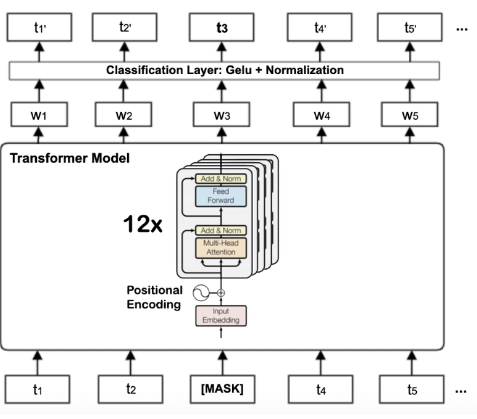 t1' t2' t3 t4' t5' ...
Classification Layer: Gelu + Normalization
W1 W2 W3 W4 W5
Transformer Model
12x
Add & Norm
Feed
Forward
Add & Norm
Multi-Head
Attention
Positional
Encoding
Input
Embedding
t1 t2 [MASK] t4 t5 ...